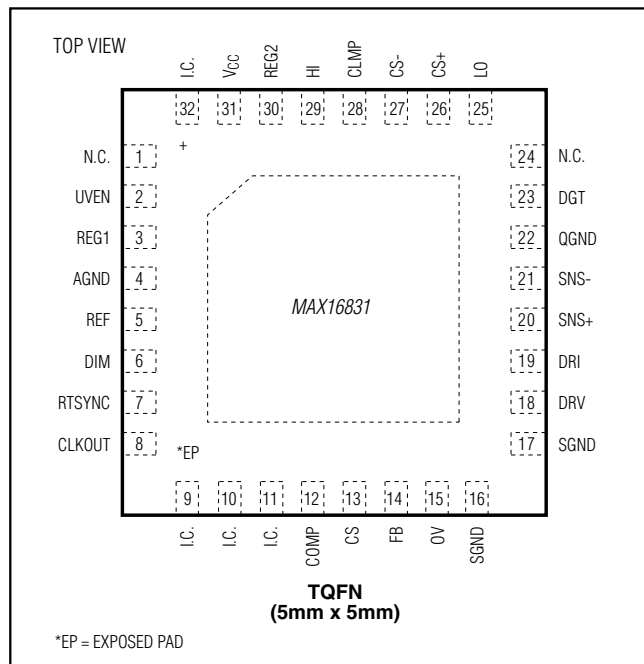 TOP VIEW
I.C. VCC REG2 HI CLMP CS- CS+ LO
32 31 30 29 28 27 26 25
+
N.C. 1 24 N.C.
UVEN 2 23 DGT
REG1 3 22 QGND
AGND 4 21 SNS-
MAX16831
REF 5 20 SNS+
DIM 6 19 DRI
RTSYNC 7 18 DRV
CLKOUT 8 17 SGND
*EP
9 10 11 12 13 14 15 16
I.C. I.C. I.C. COMP CS FB OV SGND
TQFN
(5mm x 5mm)
*EP = EXPOSED PAD